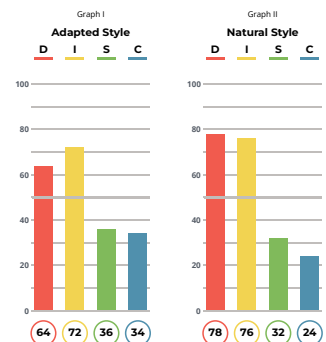 Graph I
Adapted Style
D I S C
100
80
60
40
20
0
64 72 36 34
Graph II
Natural Style
D I S C
100
80
60
40
20
0
78 76 32 24